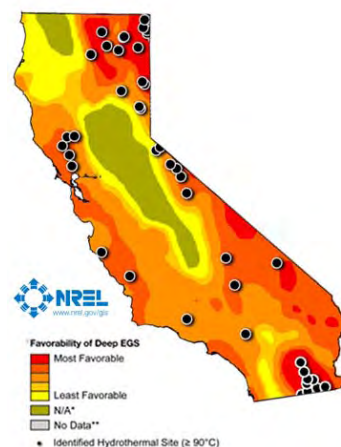 NREL
www.nrel.gov/gis
Favorability of Deep EGS
Most Favorable
Least Favorable
N/A*
No Data**
Identified Hydrothermal Site (≥ 90°C)